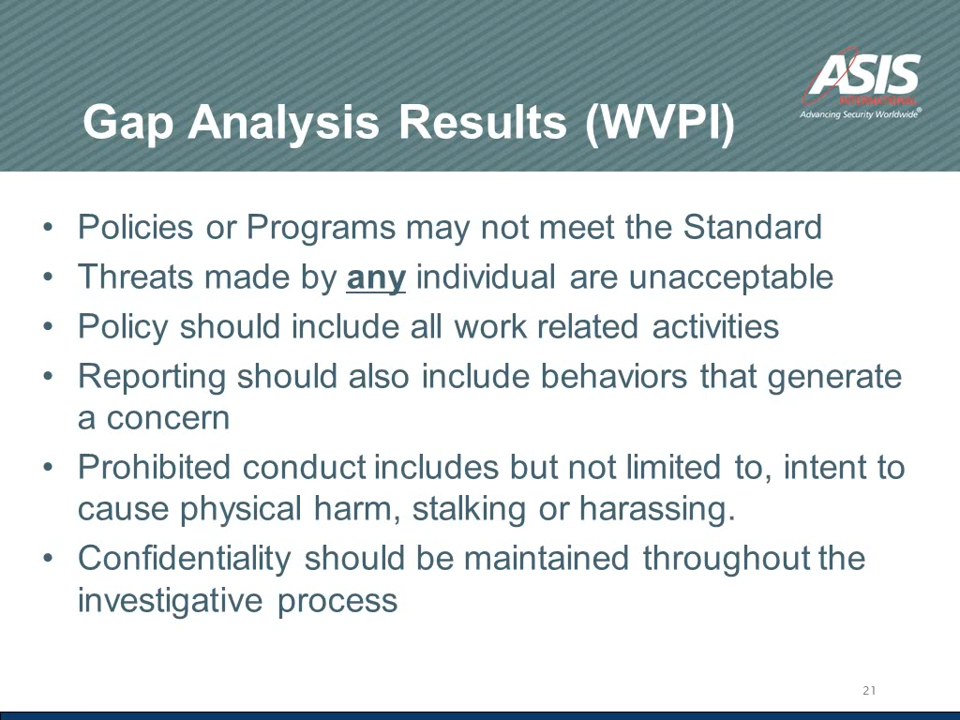 ASIS
INTERNATIONAL
Advancing Security Worldwide®
Gap Analysis Results (WVPI)
• Policies or Programs may not meet the Standard
• Threats made by any individual are unacceptable
• Policy should include all work related activities
• Reporting should also include behaviors that generate
a concern
• Prohibited conduct includes but not limited to, intent to
cause physical harm, stalking or harassing.
• Confidentiality should be maintained throughout the
investigative process
21